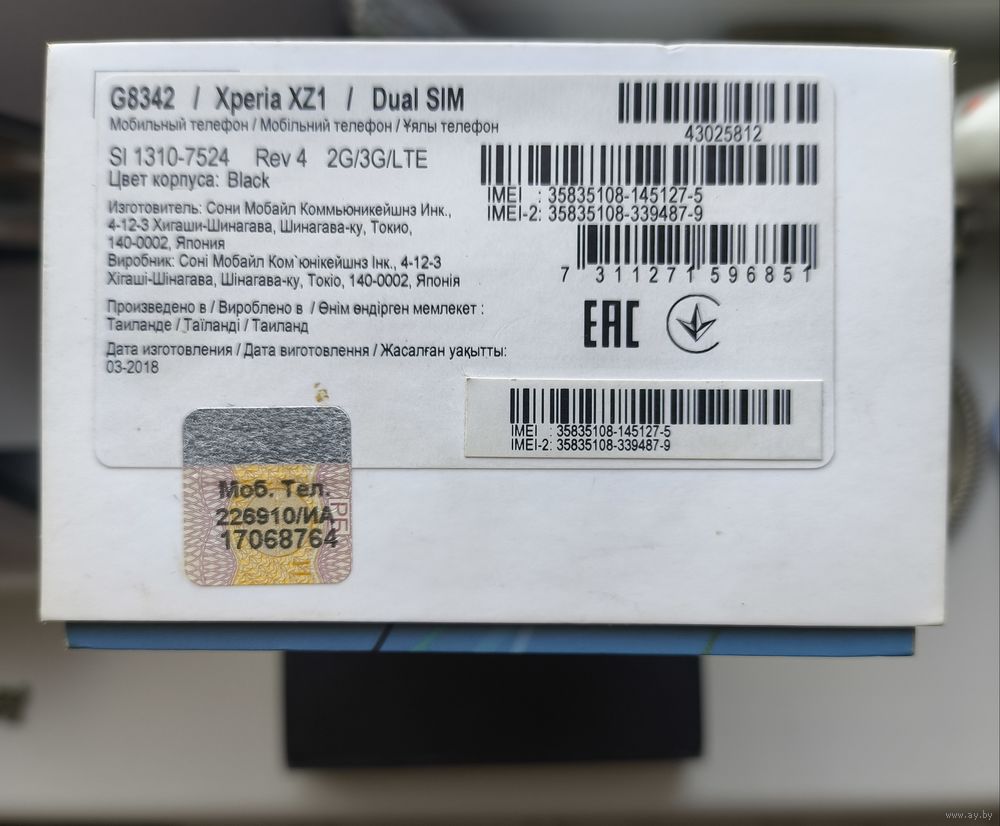 G8342 / Xperia XZ1 / Dual SIM
Мобильный телефон / Мобільний телефон / Ұялы телефон
43025812
SI 1310-7524 Rev 4 2G/3G/LTE
Цвет корпуса: Black
IMEI : 35835108-145127-5
IMEI-2: 35835108-339487-9
Изготовитель: Сони Мобайл Коммьюникейшнз Инк.,
4-12-3 Хигаши-Шинагава, Шинагава-ку, Токио,
140-0002, Япония
Виробник: Соні Мобайл Ком`юнікейшнз Інк., 4-12-3
Хігаші-Шінагава, Шінагава-ку, Токіо, 140-0002, Японія
7 311271 596851
Произведено в / Вироблено в / Өнім өндірген мемлекет :
Таиланде / Таїланді / Таиланд
EAC
Дата изготовления / Дата виготовлення / Жасалған уақытты:
03-2018
IMEI : 35835108-145127-5
IMEI-2: 35835108-339487-9
Моб. Тел.
226910/ИА
17068764
www.ay.by